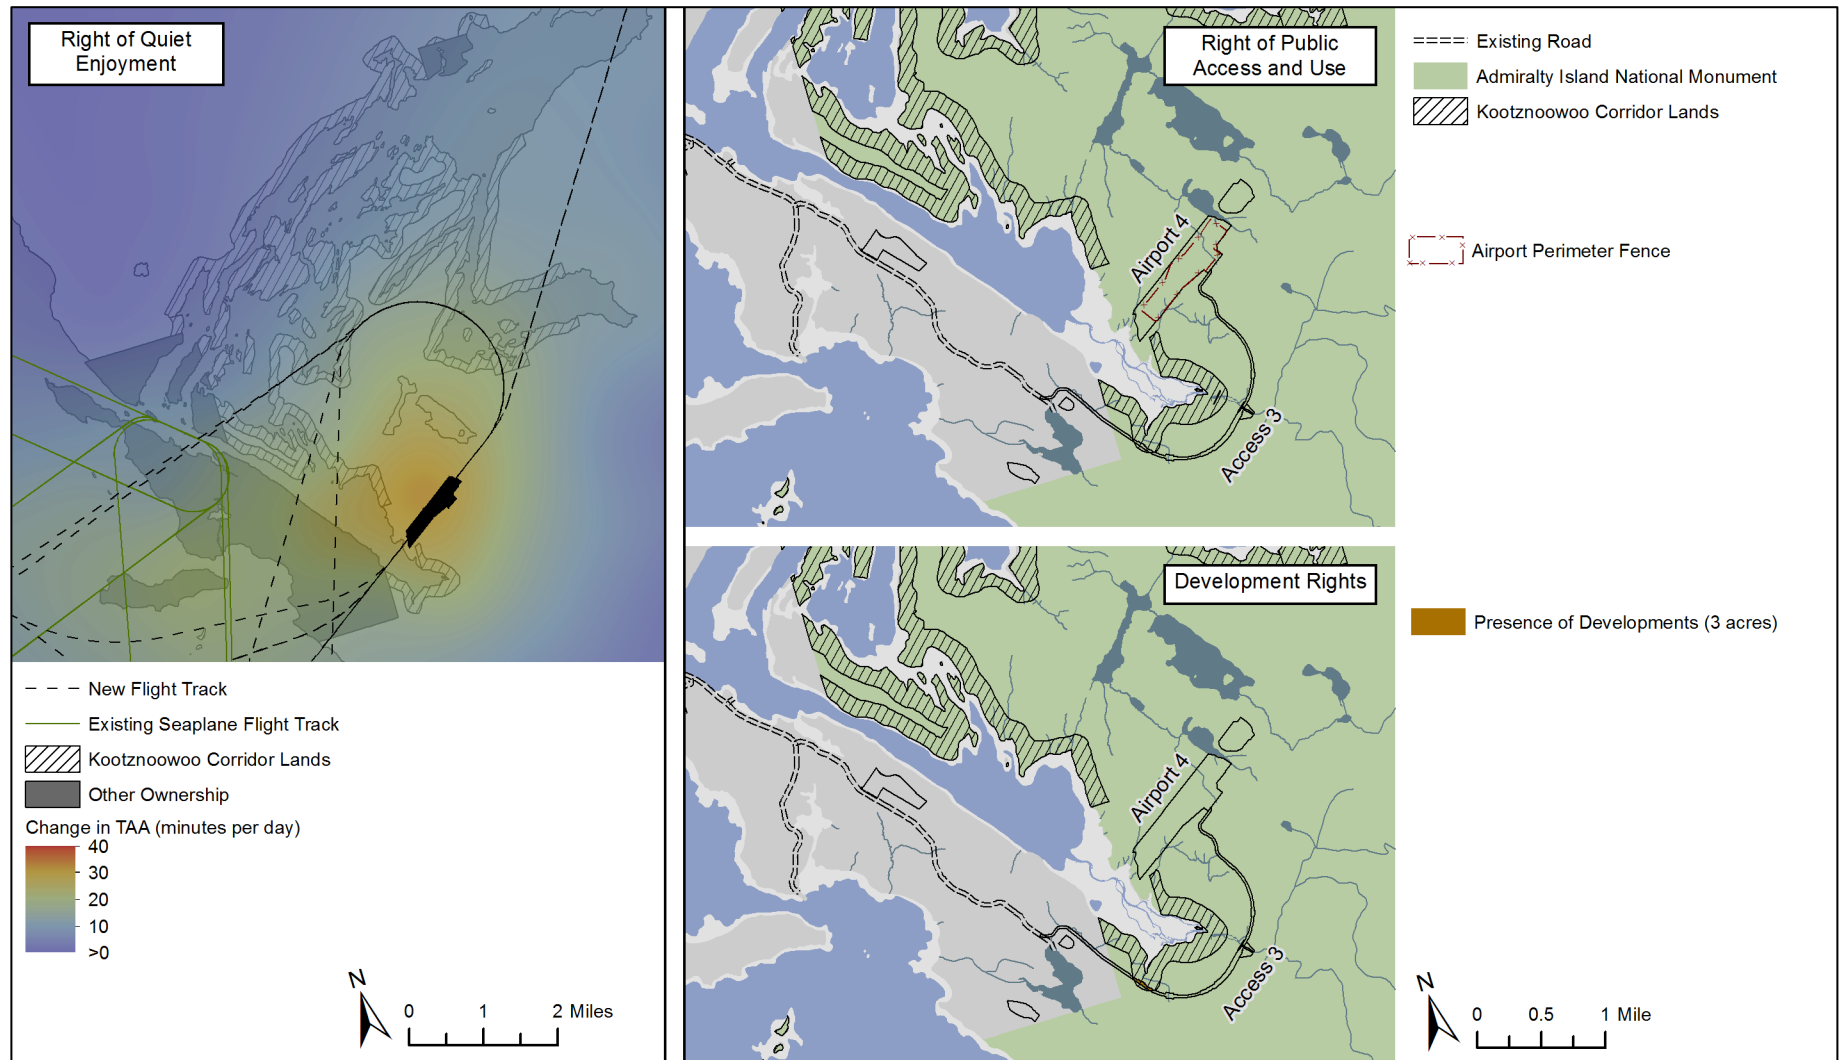 Right of Quiet
Enjoyment
New Flight Track
Existing Seaplane Flight Track
Kootznoowoo Corridor Lands
Other Ownership
Change in TAA (minutes per day)
40
30
20
10
>0
N
0 1 2 Miles
Right of Public
Access and Use
Airport 4
Access 3
Existing Road
Admiralty Island National Monument
Kootznoowoo Corridor Lands
Airport Perimeter Fence
Development Rights
Airport 4
Access 3
Presence of Developments (3 acres)
N
0 0.5 1 Mile